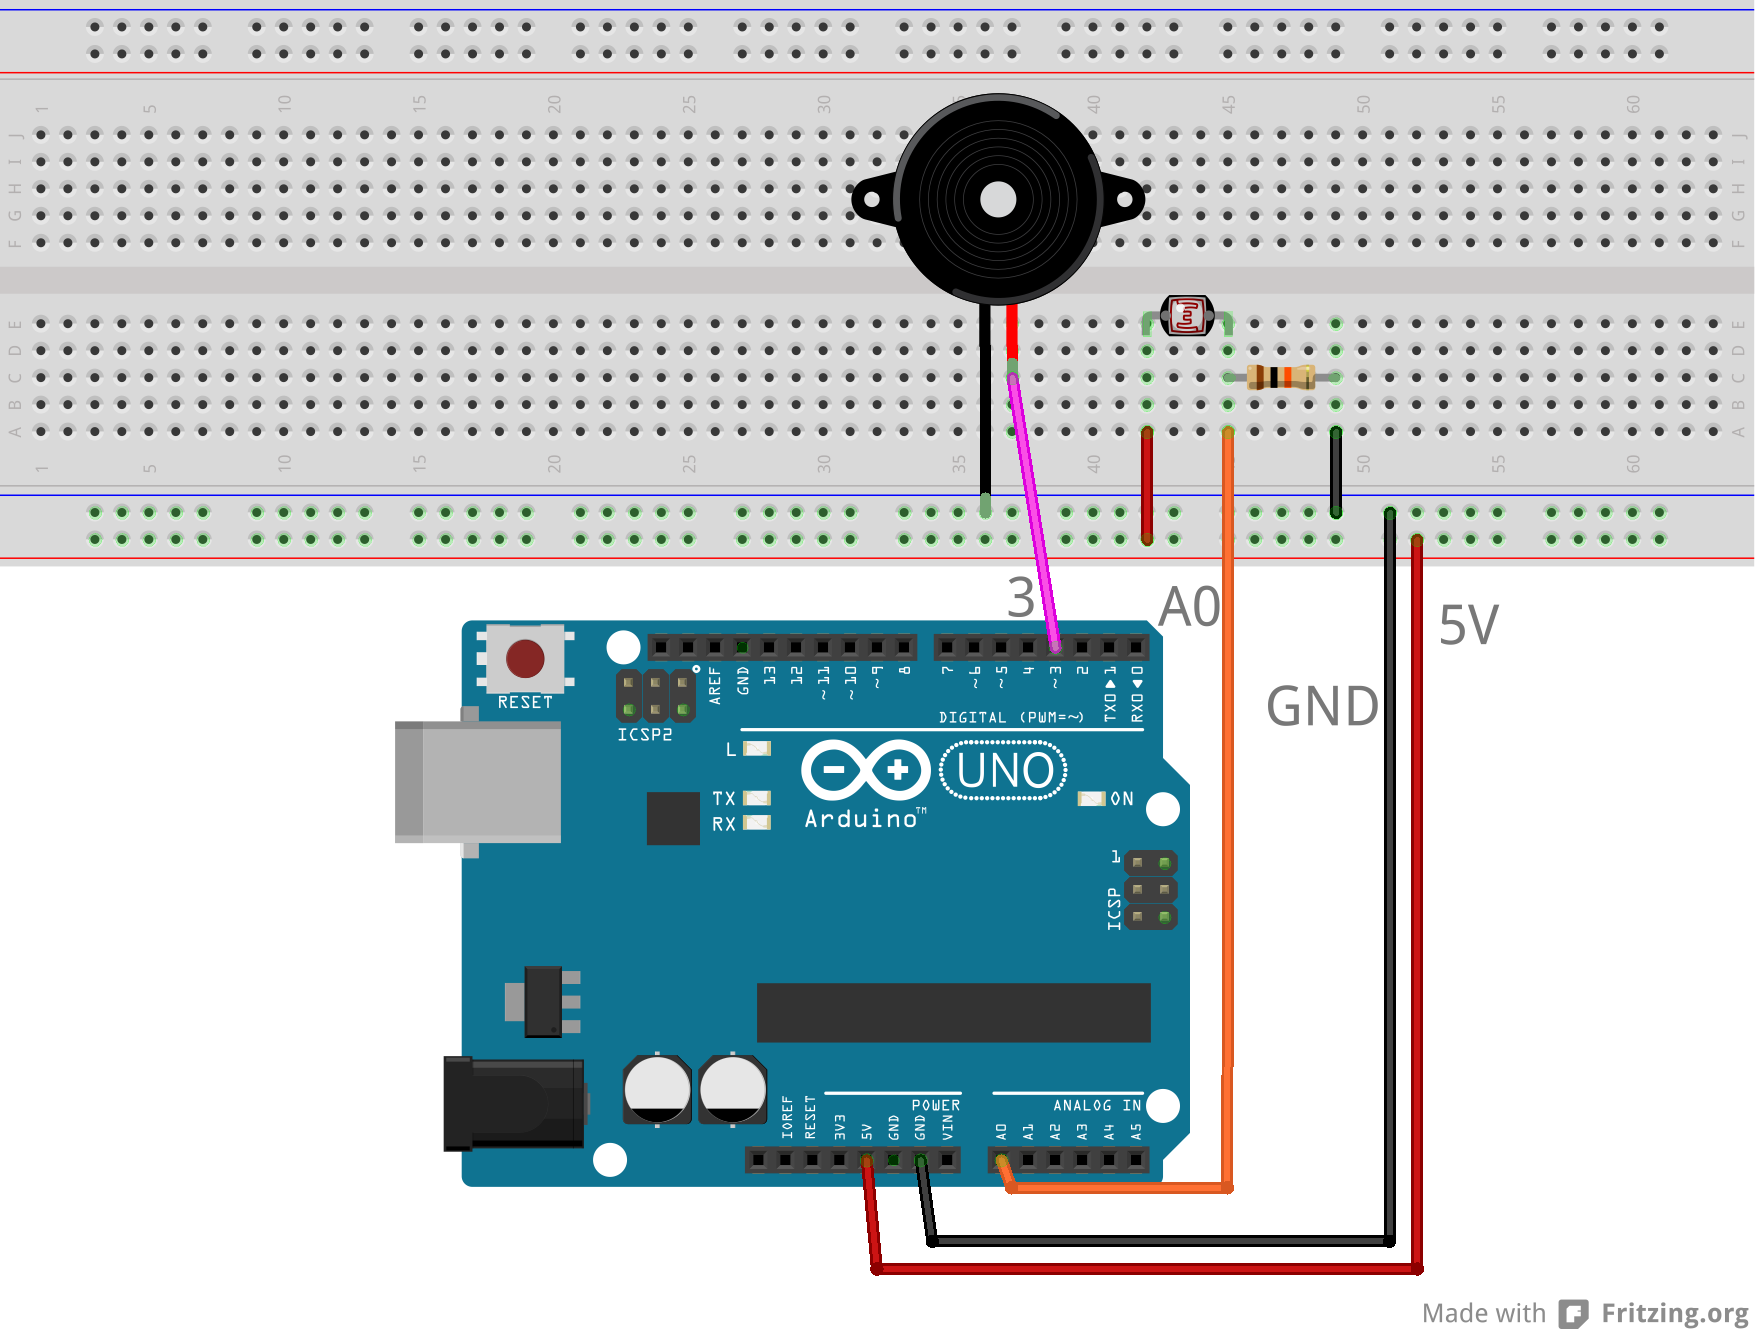 1 5 10 15 20 25 30 35 40 45 50 55 60
J J
I I
H H
G G
F F
E E
D D
C C
B B
A A
1 5 10 15 20 25 30 35 40 45 50 55 60
3
A0
5V
GND
RESET
ICSP2
AREF
GND
13
12
~11
~10
~9
8
7
~6
~5
4
~3
2
TX0▶1
RX0◀0
DIGITAL (PWM=~)
L
TX
RX
UNO
Arduino™
ON
1
ICSP
POWER
ANALOG IN
IOREF
RESET
3V3
5V
GND
GND
VIN
A0
A1
A2
A3
A4
A5
Made with Fritzing.org